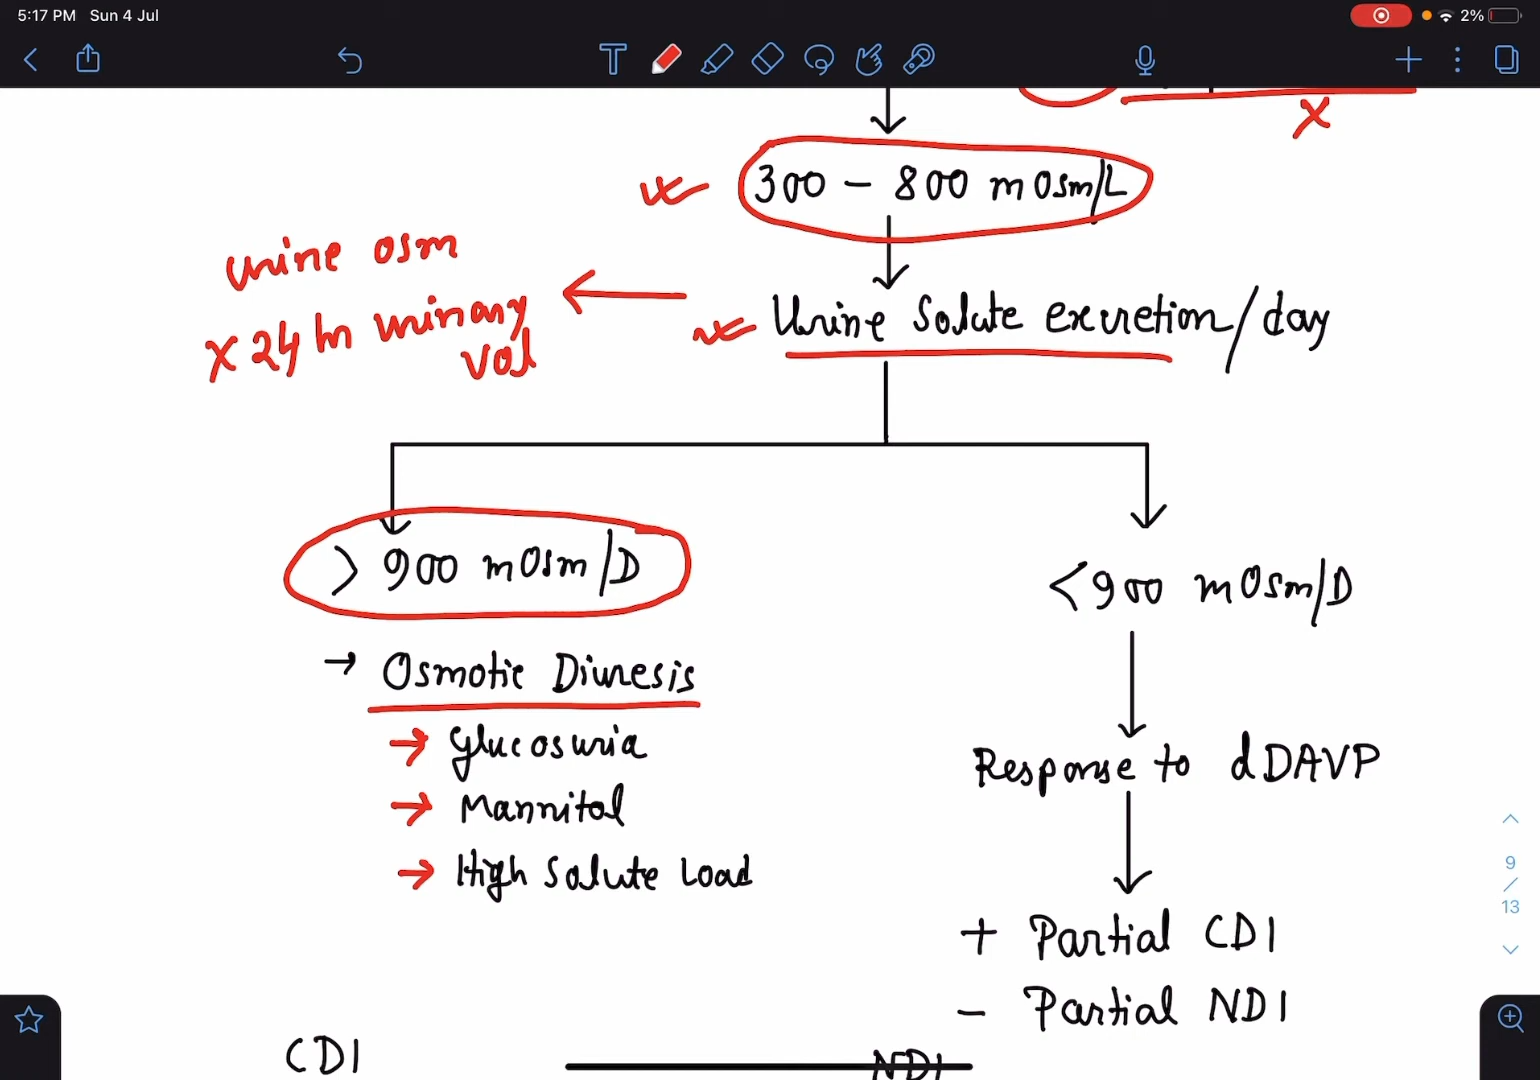 5:17 PM Sun 4 Jul
2%
X
300 – 800 mOsm/L
urine osm
x 24 hr urinary
vol
Urine Solute excretion/day
> 900 mOsm/D
<900 mOsm/D
→ Osmotic Diuresis
→ Glucosuria
→ Mannitol
→ High Solute Load
Response to dDAVP
+ Partial CDI
– Partial NDI
9
/
13
CDI
NDI